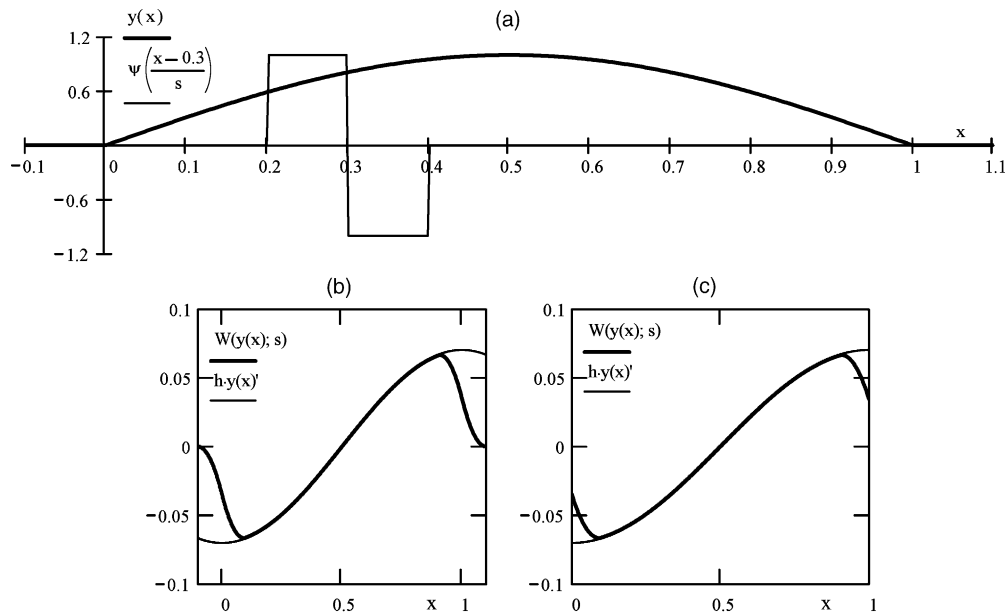 (a)
y(x)
1.2
ψ(x−0.3/s)
0.6
x
−0.1 0 0.1 0.2 0.3 0.4 0.5 0.6 0.7 0.8 0.9 1 1.1
−0.6
−1.2
(b)
0.1
W(y(x); s)
0.05
h·y(x)'
0
−0.05
−0.1
0 0.5 x 1
(c)
0.1
W(y(x); s)
0.05
h·y(x)'
0
−0.05
−0.1
0 0.5 x 1